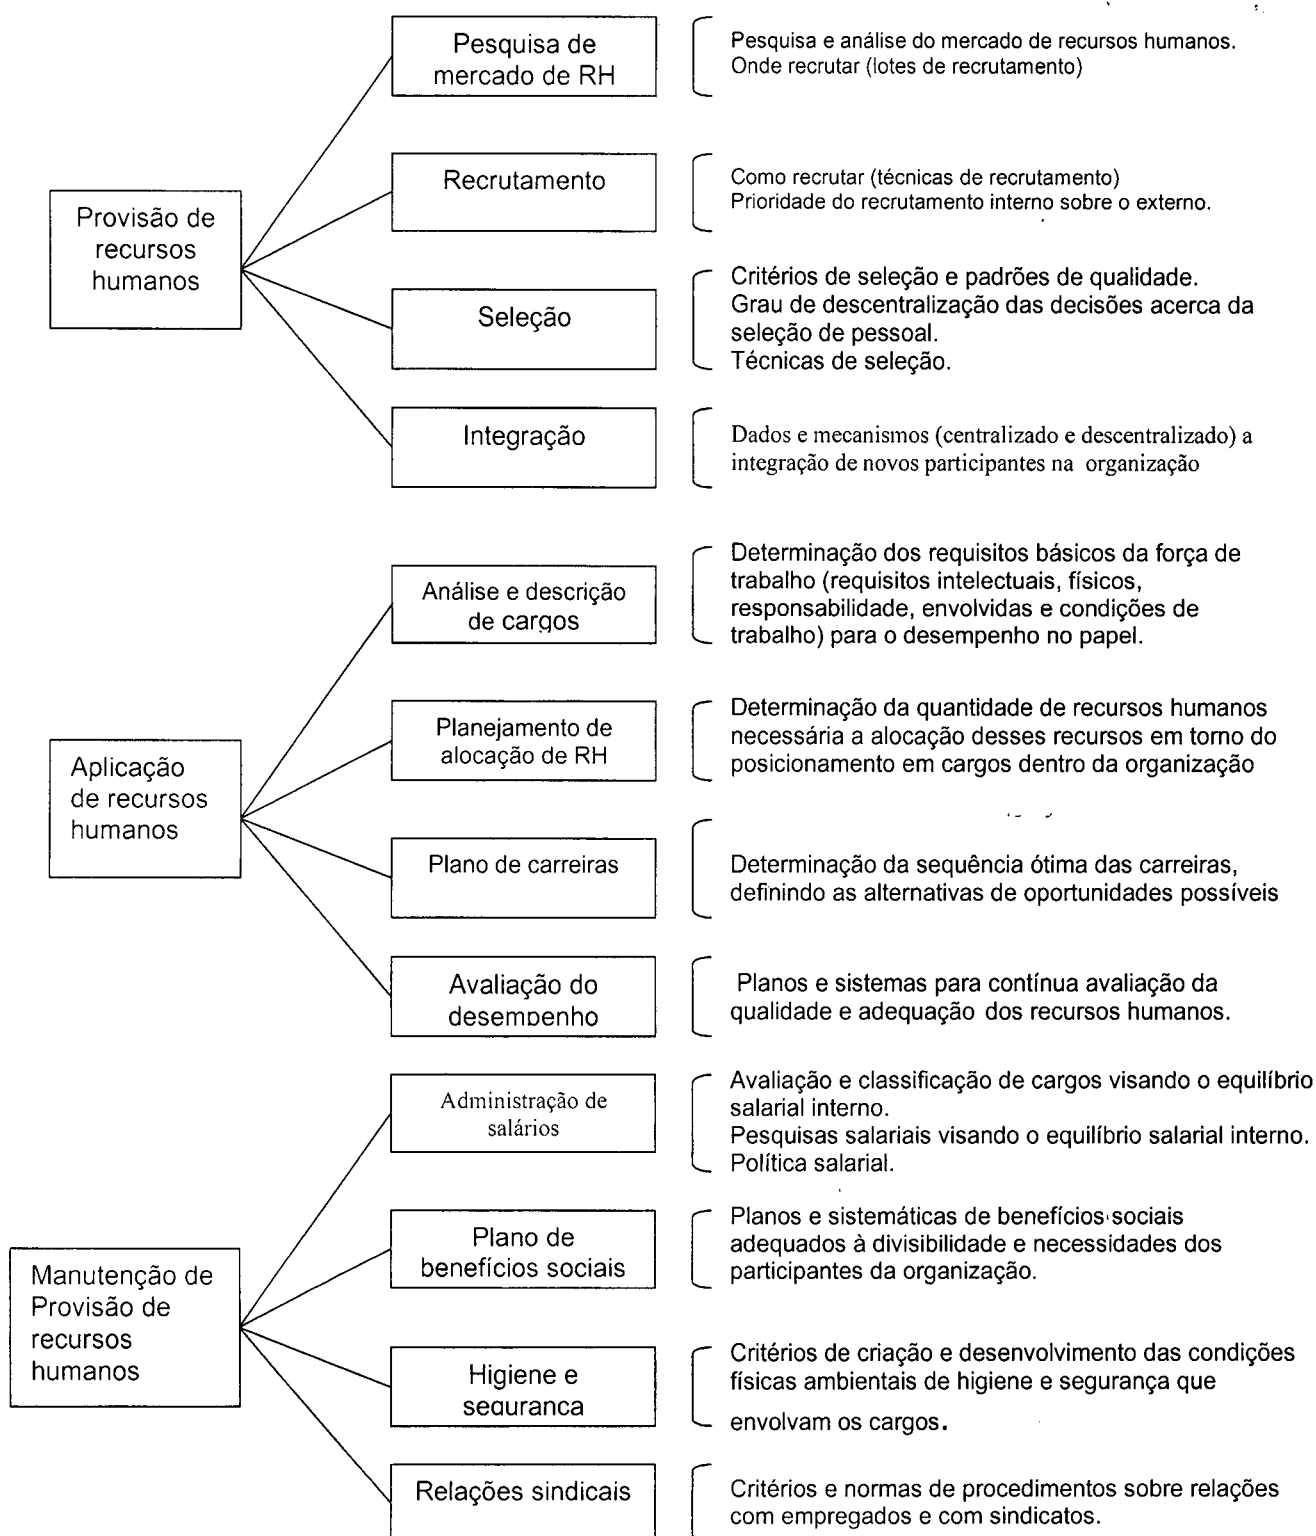 Provisão de
recursos
humanos
Pesquisa de
mercado de RH
Pesquisa e análise do mercado de recursos humanos.
Onde recrutar (lotes de recrutamento)
Recrutamento
Como recrutar (técnicas de recrutamento)
Prioridade do recrutamento interno sobre o externo.
Seleção
Critérios de seleção e padrões de qualidade.
Grau de descentralização das decisões acerca da
seleção de pessoal.
Técnicas de seleção.
Integração
Dados e mecanismos (centralizado e descentralizado) a
integração de novos participantes na organização
Aplicação
de recursos
humanos
Análise e descrição
de cargos
Determinação dos requisitos básicos da força de
trabalho (requisitos intelectuais, físicos,
responsabilidade, envolvidas e condições de
trabalho) para o desempenho no papel.
Planejamento de
alocação de RH
Determinação da quantidade de recursos humanos
necessária a alocação desses recursos em torno do
posicionamento em cargos dentro da organização
Plano de carreiras
Determinação da sequência ótima das carreiras,
definindo as alternativas de oportunidades possíveis
Avaliação do
desempenho
Planos e sistemas para contínua avaliação da
qualidade e adequação dos recursos humanos.
Manutenção de
Provisão de
recursos
humanos
Administração de
salários
Avaliação e classificação de cargos visando o equilíbrio
salarial interno.
Pesquisas salariais visando o equilíbrio salarial interno.
Política salarial.
Plano de
benefícios sociais
Planos e sistemáticas de benefícios sociais
adequados à divisibilidade e necessidades dos
participantes da organização.
Higiene e
segurança
Critérios de criação e desenvolvimento das condições
físicas ambientais de higiene e segurança que
envolvam os cargos.
Relações sindicais
Critérios e normas de procedimentos sobre relações
com empregados e com sindicatos.